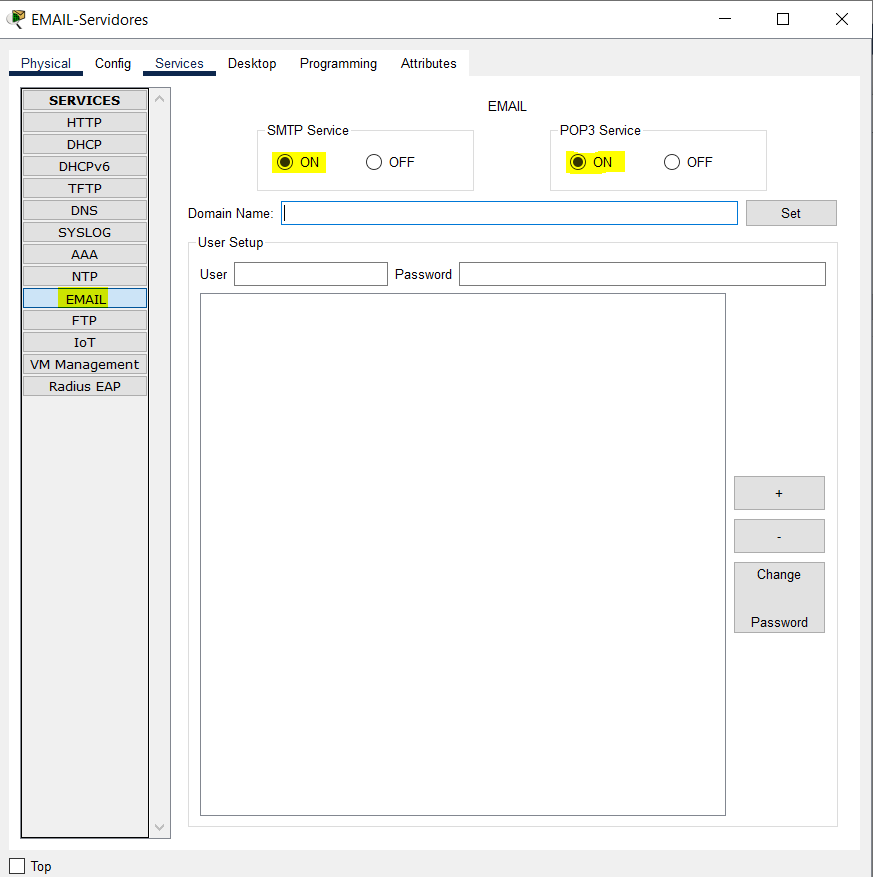 EMAIL-Servidores
Physical Config Services Desktop Programming Attributes
SERVICES
HTTP
DHCP
DHCPv6
TFTP
DNS
SYSLOG
AAA
NTP
EMAIL
FTP
IoT
VM Management
Radius EAP
EMAIL
SMTP Service
ON OFF
POP3 Service
ON OFF
Domain Name: Set
User Setup
User Password
+
-
Change
Password
Top